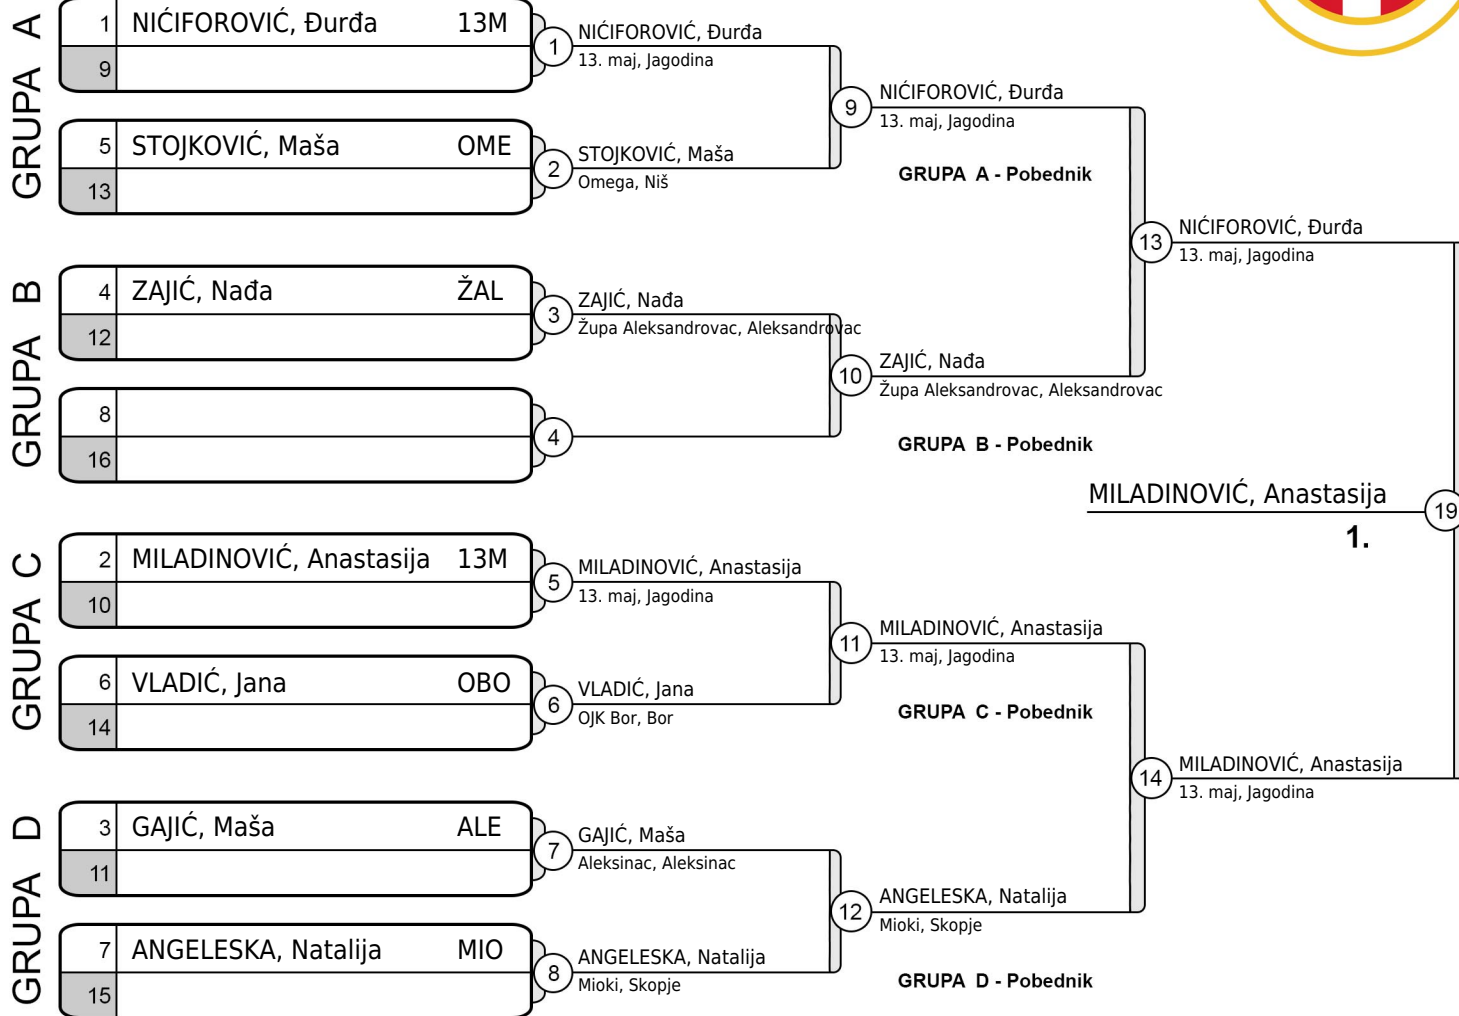 GRUPA A
1 NIĆIFOROVIĆ, Đurđa 13M
9
1
NIĆIFOROVIĆ, Đurđa
13. maj, Jagodina
5 STOJKOVIĆ, Maša OME
13
2
STOJKOVIĆ, Maša
Omega, Niš
9
NIĆIFOROVIĆ, Đurđa
13. maj, Jagodina
GRUPA A - Pobednik
GRUPA B
4 ZAJIĆ, Nađa ŽAL
12
3
ZAJIĆ, Nađa
Župa Aleksandrovac, Aleksandrovac
8
16
4
10
ZAJIĆ, Nađa
Župa Aleksandrovac, Aleksandrovac
GRUPA B - Pobednik
13
NIĆIFOROVIĆ, Đurđa
13. maj, Jagodina
GRUPA C
2 MILADINOVIĆ, Anastasija 13M
10
5
MILADINOVIĆ, Anastasija
13. maj, Jagodina
6 VLADIĆ, Jana OBO
14
6
VLADIĆ, Jana
OJK Bor, Bor
11
MILADINOVIĆ, Anastasija
13. maj, Jagodina
GRUPA C - Pobednik
GRUPA D
3 GAJIĆ, Maša ALE
11
7
GAJIĆ, Maša
Aleksinac, Aleksinac
7 ANGELESKA, Natalija MIO
15
8
ANGELESKA, Natalija
Mioki, Skopje
12
ANGELESKA, Natalija
Mioki, Skopje
GRUPA D - Pobednik
14
MILADINOVIĆ, Anastasija
13. maj, Jagodina
MILADINOVIĆ, Anastasija
19
1.